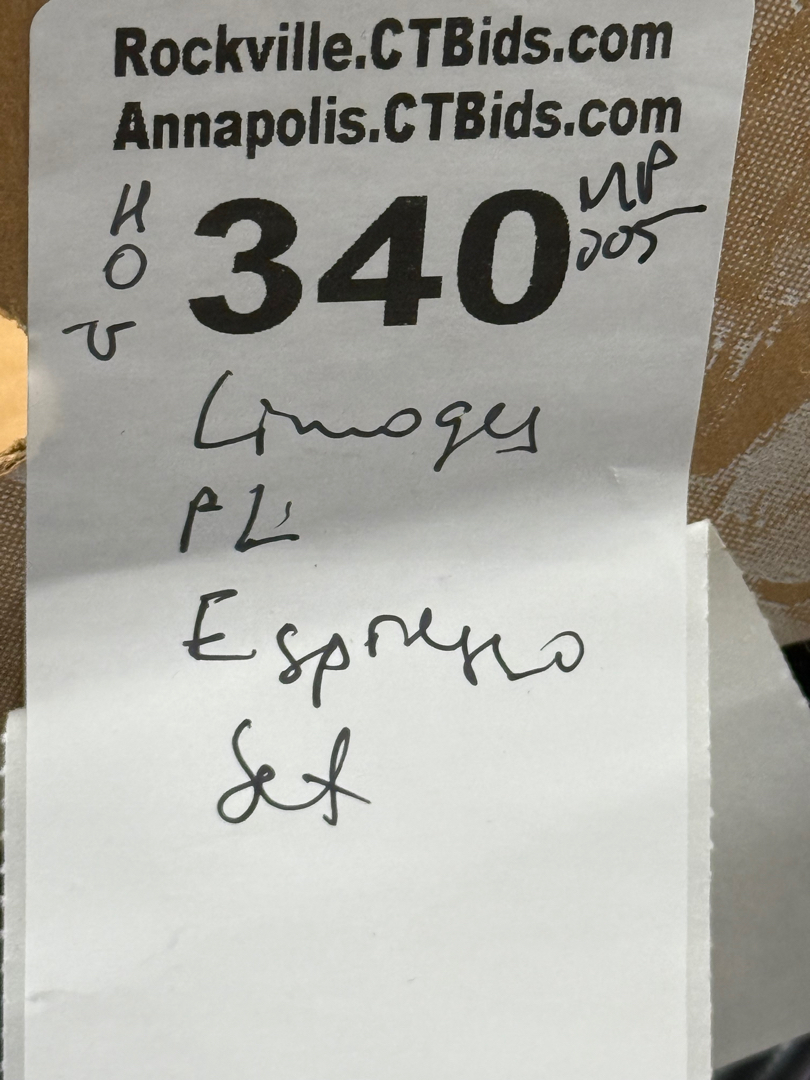 Rockville.CTBids.com
Annapolis.CTBids.com
H
O
340
MP
005
Limoges
PL
Espresso
Set